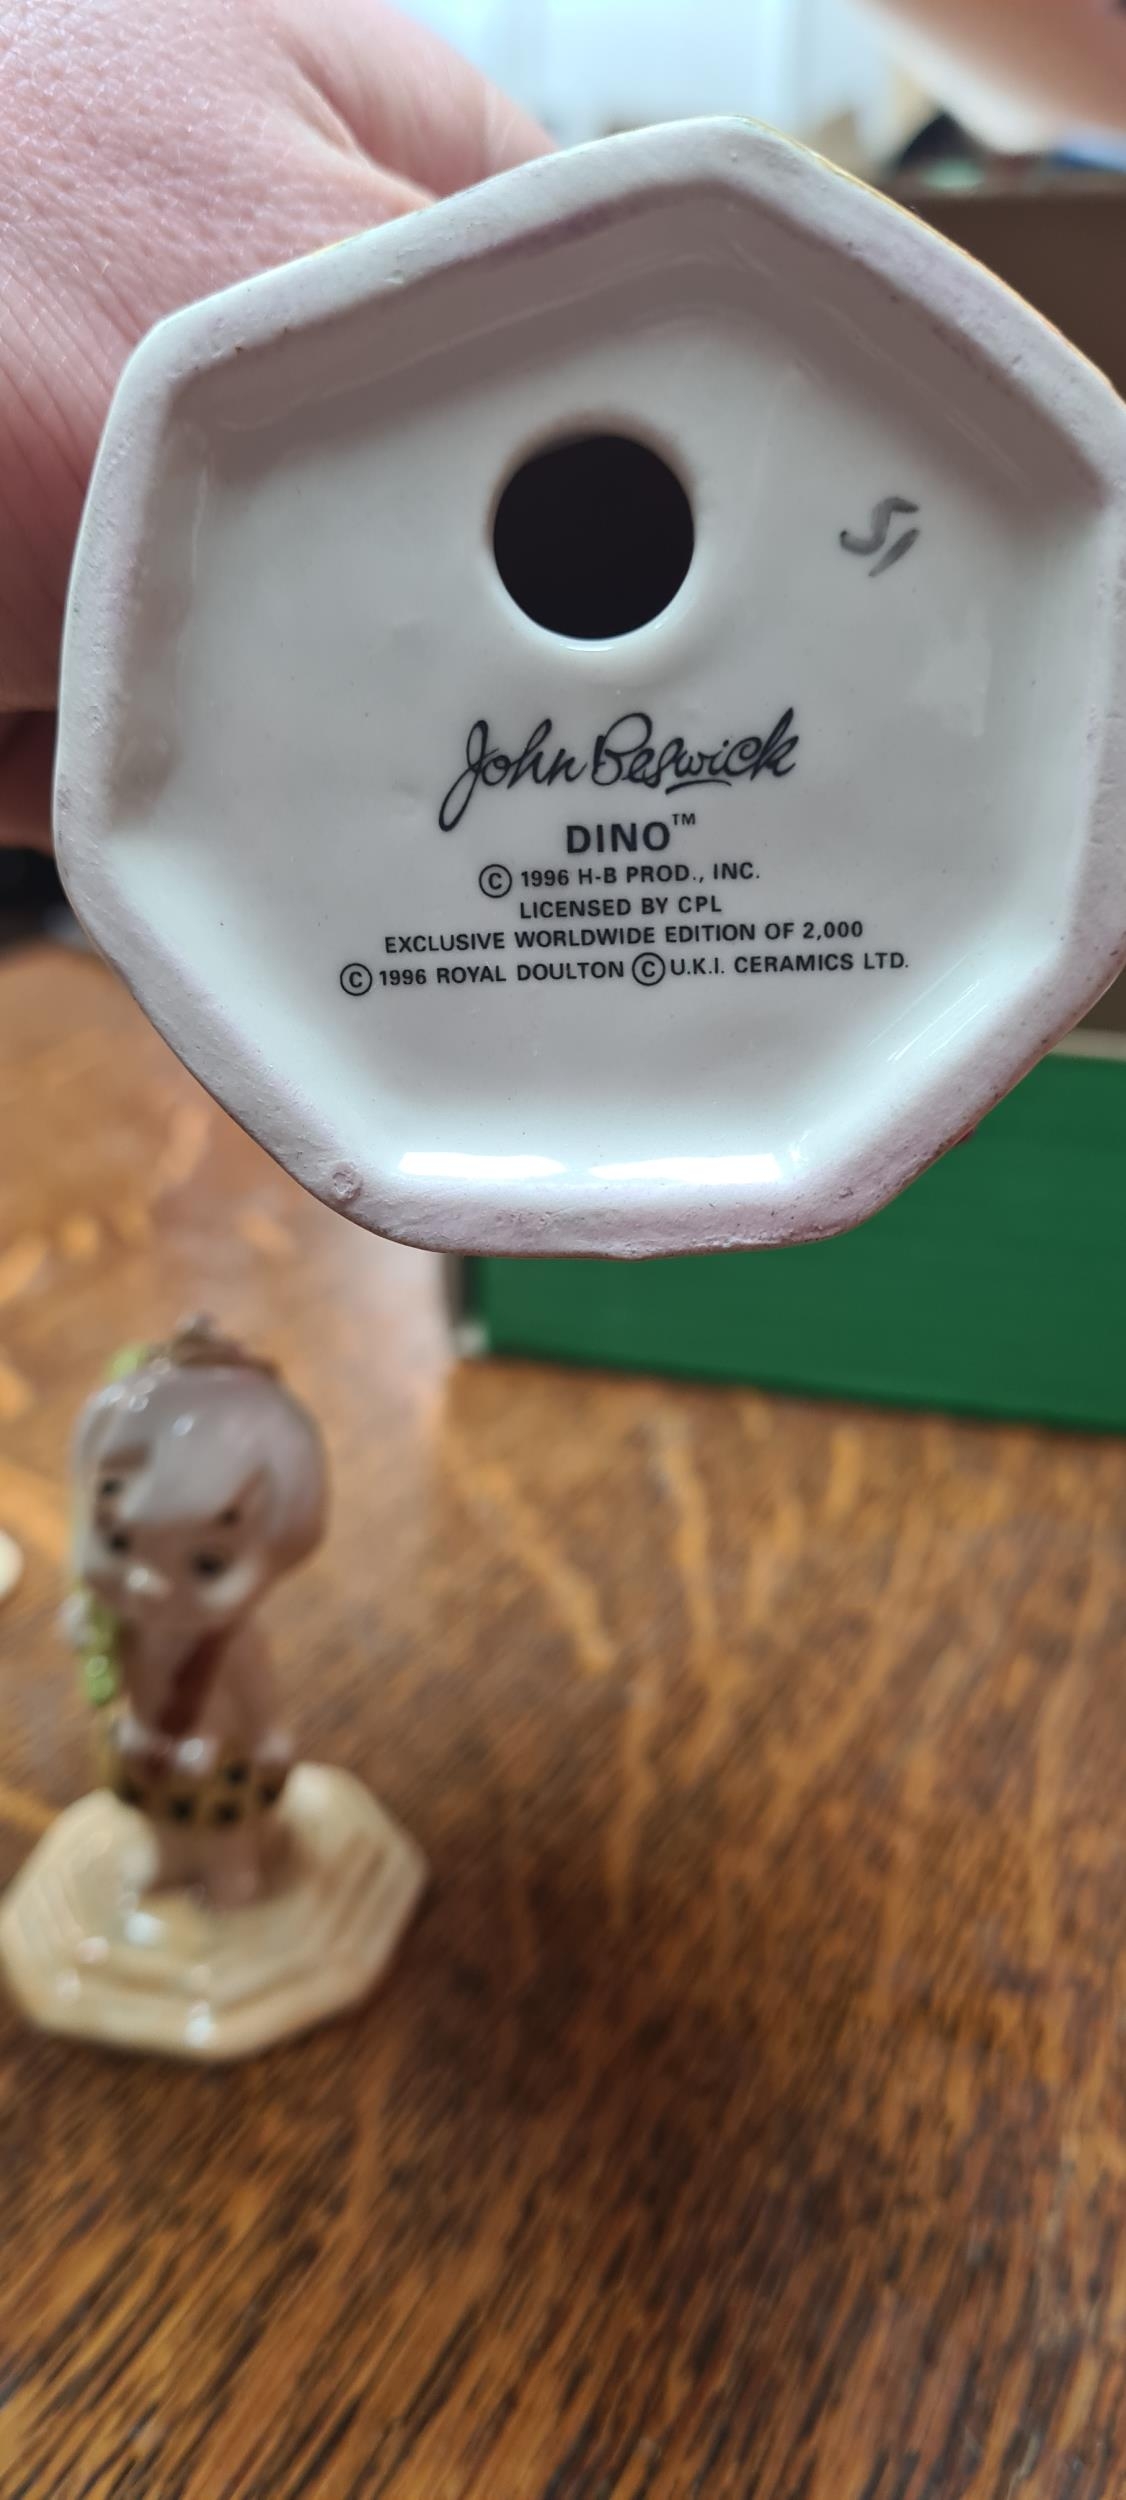 John Beswick
DINO™
© 1996 H-B PROD., INC.
LICENSED BY CPL
EXCLUSIVE WORLDWIDE EDITION OF 2,000
© 1996 ROYAL DOULTON © U.K.I. CERAMICS LTD.